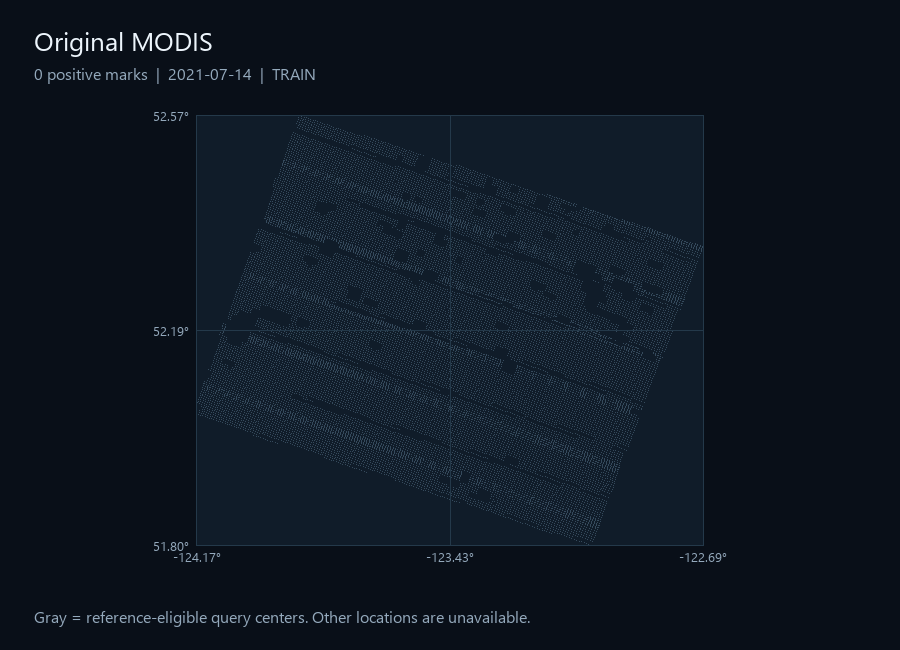 Original MODIS
0 positive marks | 2021-07-14 | TRAIN
52.57°
52.19°
51.80°
-124.17°
-123.43°
-122.69°
Gray = reference-eligible query centers. Other locations are unavailable.